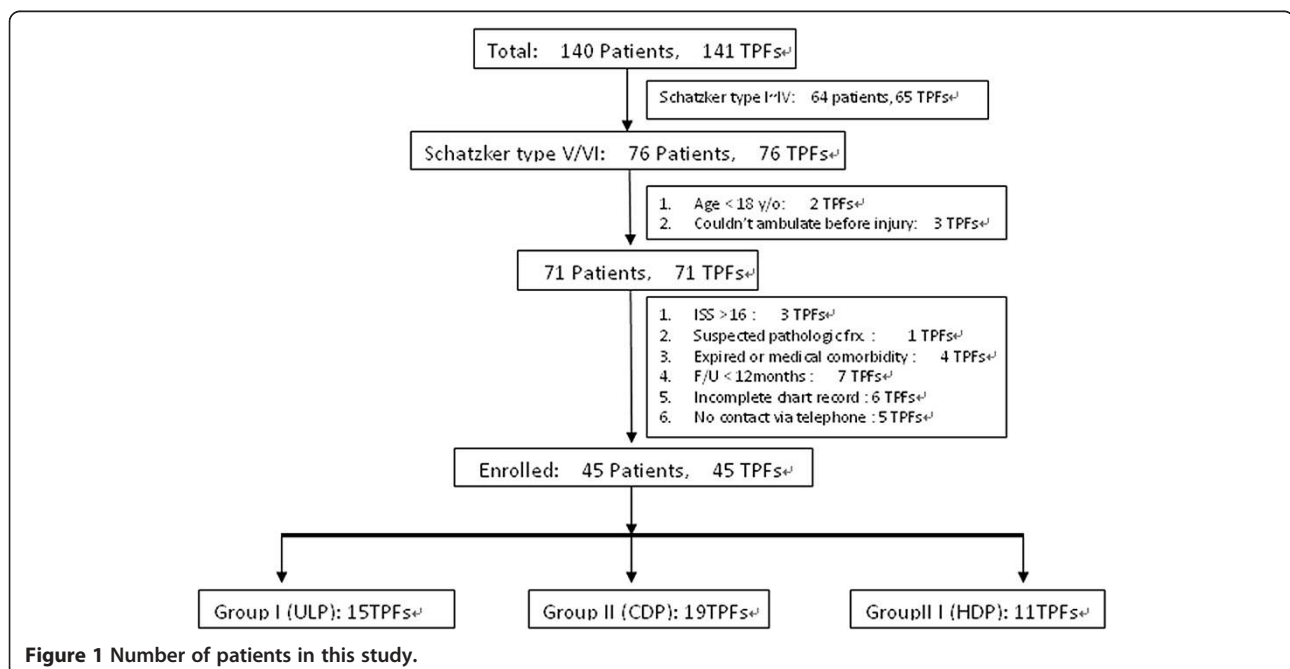 Total: 140 Patients, 141 TPFs↵
Schatzker type I~IV: 64 patients, 65 TPFs↵
Schatzker type V/VI: 76 Patients, 76 TPFs↵
1. Age < 18 y/o: 2 TPFs↵
2. Couldn't ambulate before injury: 3 TPFs↵
71 Patients, 71 TPFs↵
1. ISS >16 : 3 TPFs↵
2. Suspected pathologic frx. : 1 TPFs↵
3. Expired or medical comorbidity : 4 TPFs↵
4. F/U < 12months : 7 TPFs↵
5. Incomplete chart record : 6 TPFs↵
6. No contact via telephone : 5 TPFs↵
Enrolled: 45 Patients, 45 TPFs↵
Group I (ULP): 15TPFs↵
Group II (CDP): 19TPFs↵
GroupII I (HDP): 11TPFs↵
Figure 1 Number of patients in this study.